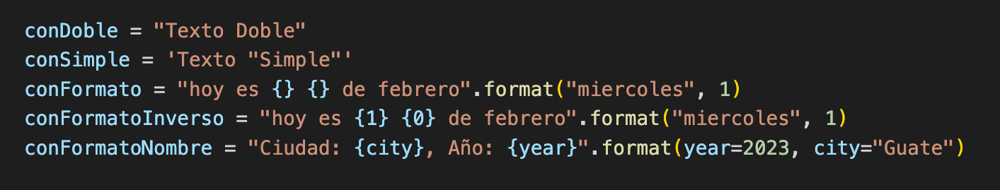 conDoble = "Texto Doble"
conSimple = 'Texto "Simple"'
conFormato = "hoy es {} {} de febrero".format("miercoles", 1)
conFormatoInverso = "hoy es {1} {0} de febrero".format("miercoles", 1)
conFormatoNombre = "Ciudad: {city}, Año: {year}".format(year=2023, city="Guate")